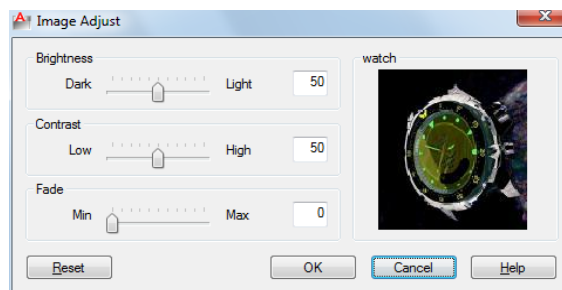 Image Adjust
Brightness
Dark Light 50
Contrast
Low High 50
Fade
Min Max 0
watch
Reset OK Cancel Help